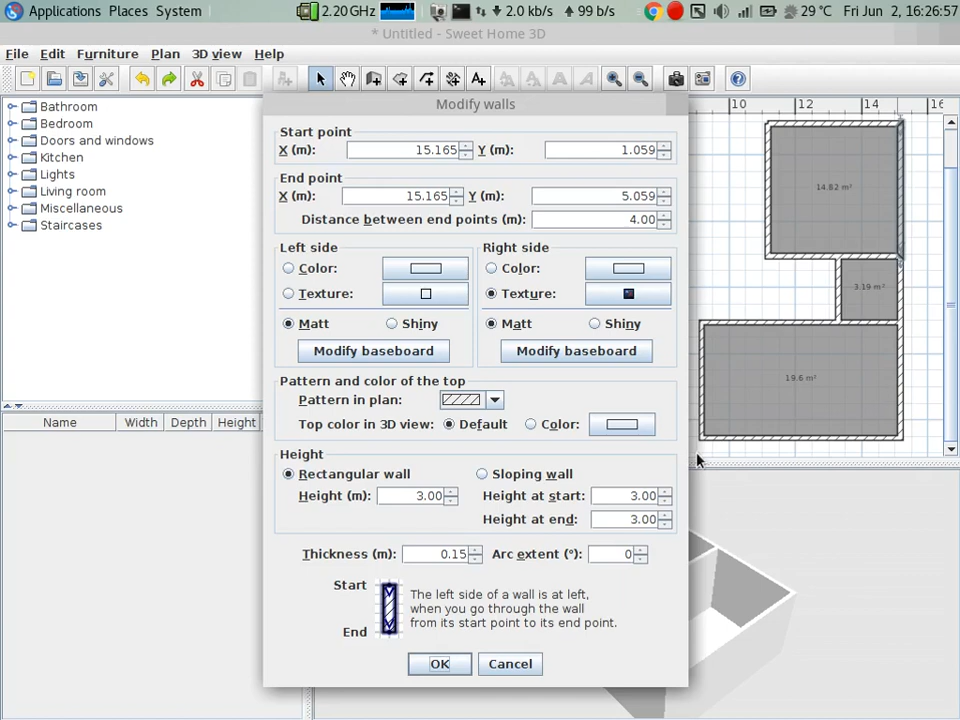 Applications Places System 2.20 GHz 2.0 kb/s 99 b/s 29 °C Fri Jun 2, 16:26:57
* Untitled - Sweet Home 3D
File Edit Furniture Plan 3D view Help
Modify walls
10 12 14 16
Bathroom
Bedroom
Doors and windows
Kitchen
Lights
Living room
Miscellaneous
Staircases
Name Width Depth Height
Start point
X (m): 15.165 Y (m): 1.059
End point
X (m): 15.165 Y (m): 5.059
Distance between end points (m): 4.00
Left side Right side
Color: Color:
Texture: Texture:
Matt Shiny Matt Shiny
Modify baseboard Modify baseboard
Pattern and color of the top
Pattern in plan:
Top color in 3D view: Default Color:
Height
Rectangular wall Sloping wall
Height (m): 3.00 Height at start: 3.00
Height at end: 3.00
Thickness (m): 0.15 Arc extent (°): 0
Start
End
The left side of a wall is at left,
when you go through the wall
from its start point to its end point.
OK Cancel
14.82 m²
3.19 m²
19.6 m²